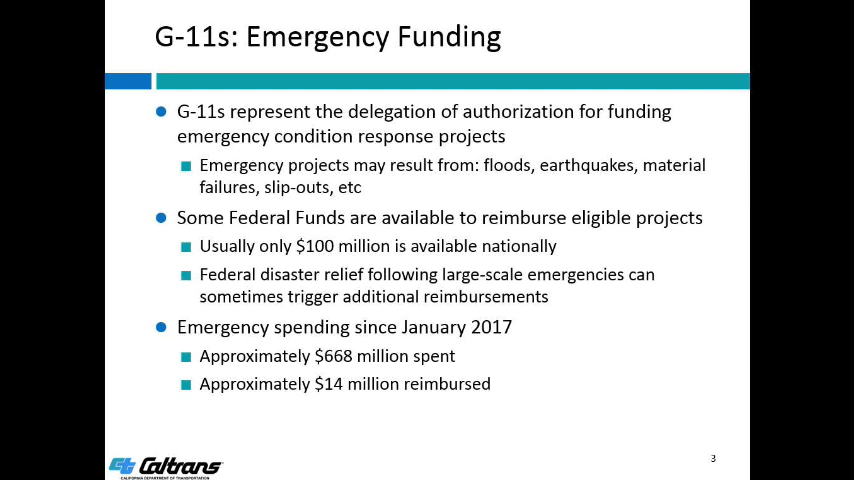 G-11s: Emergency Funding
G-11s represent the delegation of authorization for funding
emergency condition response projects
Emergency projects may result from: floods, earthquakes, material
failures, slip-outs, etc
Some Federal Funds are available to reimburse eligible projects
Usually only $100 million is available nationally
Federal disaster relief following large-scale emergencies can
sometimes trigger additional reimbursements
Emergency spending since January 2017
Approximately $668 million spent
Approximately $14 million reimbursed
ct Caltrans
CALIFORNIA DEPARTMENT OF TRANSPORTATION
3